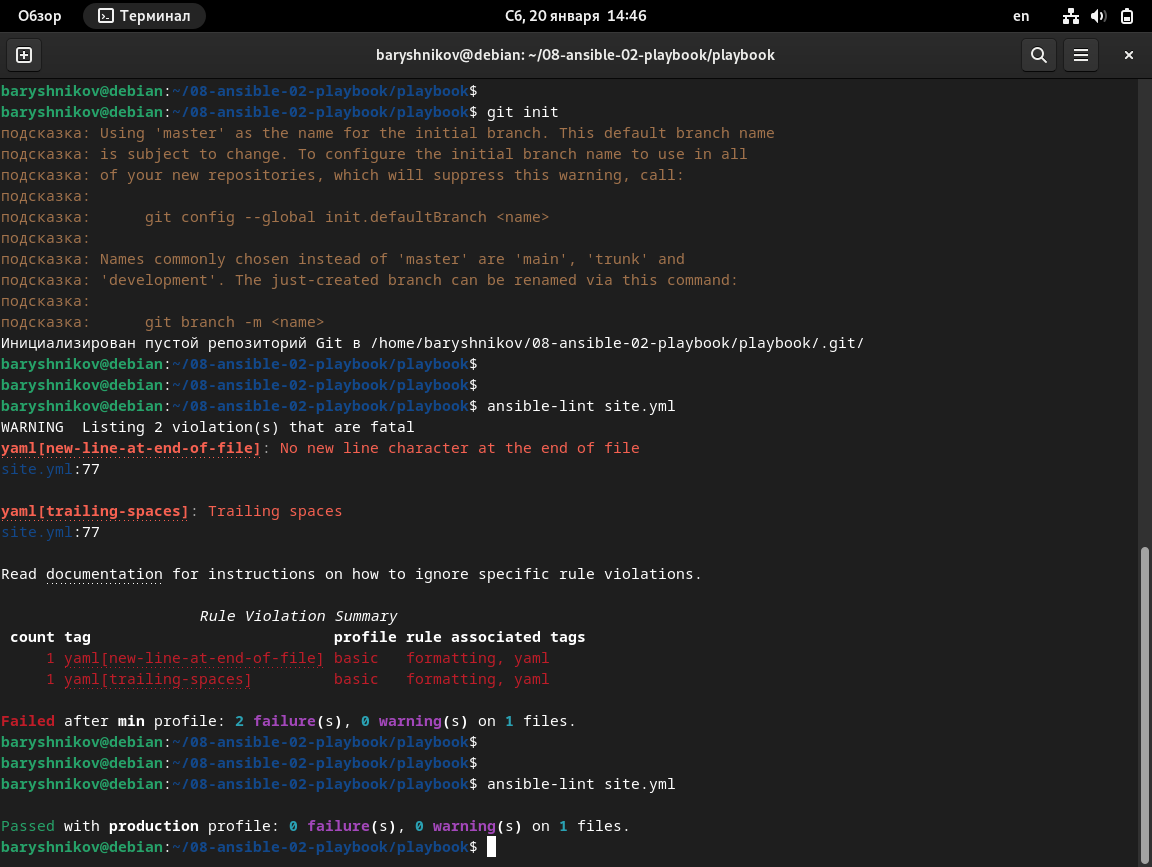 Обзор Терминал Сб, 20 января 14:46 en
baryshnikov@debian: ~/08-ansible-02-playbook/playbook
baryshnikov@debian:~/08-ansible-02-playbook/playbook$
baryshnikov@debian:~/08-ansible-02-playbook/playbook$ git init
подсказка: Using 'master' as the name for the initial branch. This default branch name
подсказка: is subject to change. To configure the initial branch name to use in all
подсказка: of your new repositories, which will suppress this warning, call:
подсказка:
подсказка:      git config --global init.defaultBranch <name>
подсказка:
подсказка: Names commonly chosen instead of 'master' are 'main', 'trunk' and
подсказка: 'development'. The just-created branch can be renamed via this command:
подсказка:
подсказка:      git branch -m <name>
Инициализирован пустой репозиторий Git в /home/baryshnikov/08-ansible-02-playbook/playbook/.git/
baryshnikov@debian:~/08-ansible-02-playbook/playbook$
baryshnikov@debian:~/08-ansible-02-playbook/playbook$
baryshnikov@debian:~/08-ansible-02-playbook/playbook$ ansible-lint site.yml
WARNING  Listing 2 violation(s) that are fatal
yaml[new-line-at-end-of-file]: No new line character at the end of file
site.yml:77
yaml[trailing-spaces]: Trailing spaces
site.yml:77
Read documentation for instructions on how to ignore specific rule violations.
Rule Violation Summary
count tag                           profile rule associated tags
1 yaml[new-line-at-end-of-file] basic   formatting, yaml
1 yaml[trailing-spaces]         basic   formatting, yaml
Failed after min profile: 2 failure(s), 0 warning(s) on 1 files.
baryshnikov@debian:~/08-ansible-02-playbook/playbook$
baryshnikov@debian:~/08-ansible-02-playbook/playbook$
baryshnikov@debian:~/08-ansible-02-playbook/playbook$ ansible-lint site.yml
Passed with production profile: 0 failure(s), 0 warning(s) on 1 files.
baryshnikov@debian:~/08-ansible-02-playbook/playbook$